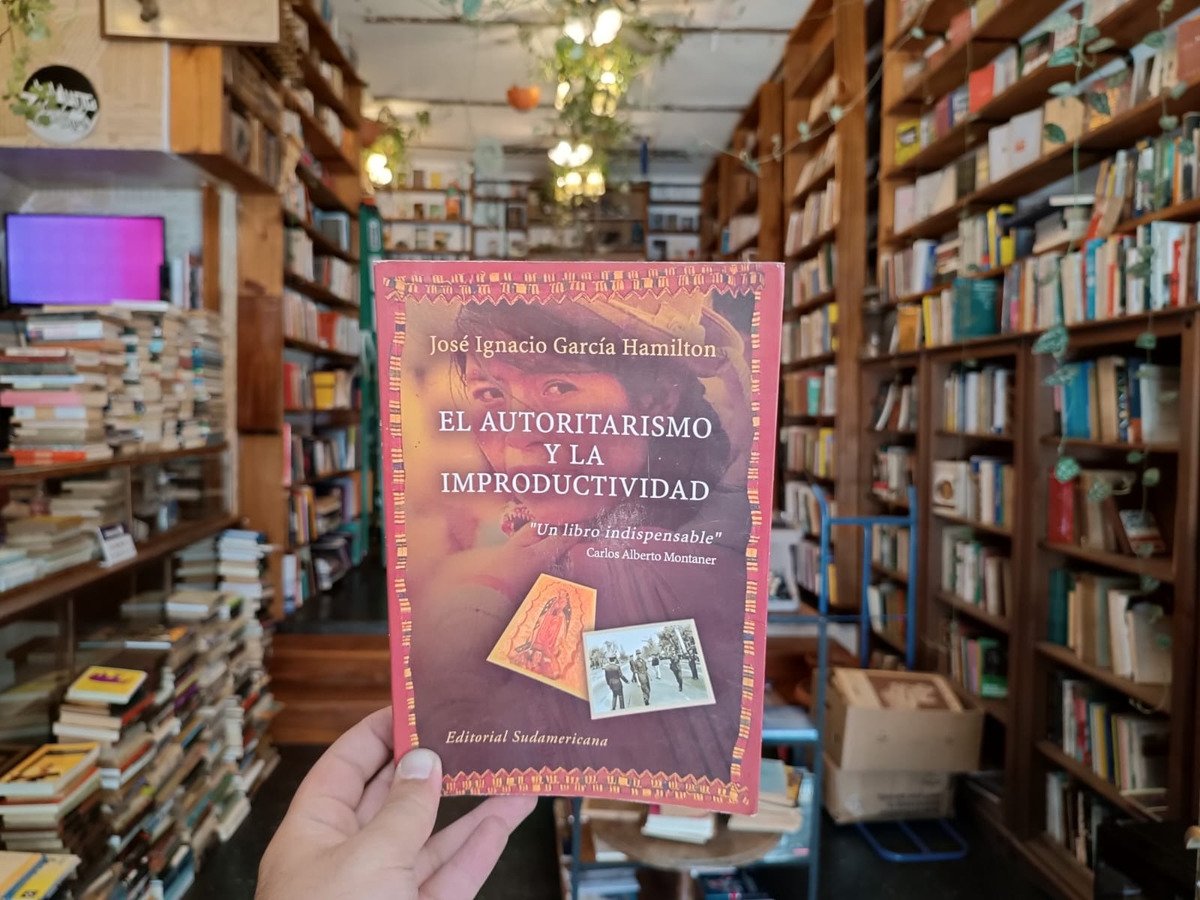 José Ignacio García Hamilton
EL AUTORITARISMO
Y LA
IMPRODUCTIVIDAD
"Un libro indispensable"
Carlos Alberto Montaner
Editorial Sudamericana